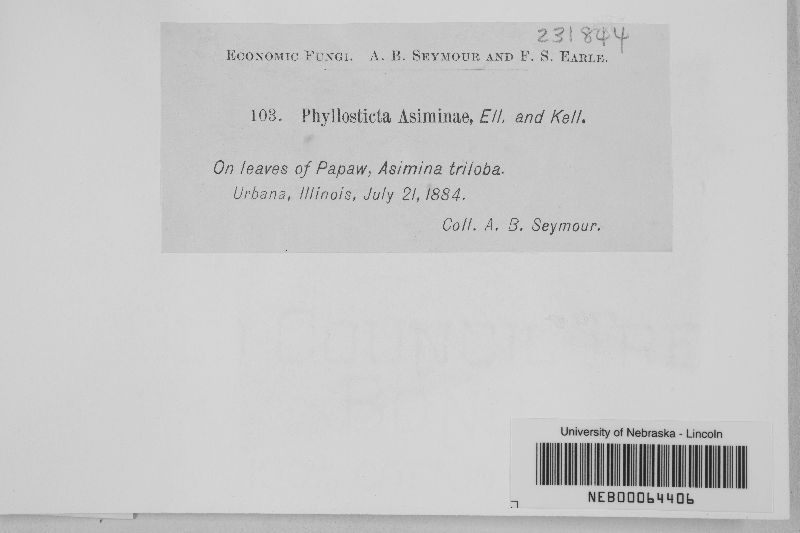 231844
ECONOMIC FUNGI. A. B. SEYMOUR AND F. S. EARLE.
103. Phyllosticta Asiminae, Ell. and Kell.
On leaves of Papaw, Asimina triloba.
Urbana, Illinois, July 21, 1884.
Coll. A. B. Seymour.
University of Nebraska - Lincoln
NEB00064406